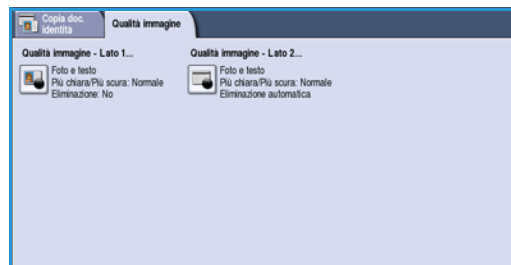 Copia doc.
identità
Qualità immagine
Qualità immagine - Lato 1...
Foto e testo
Più chiara/Più scura: Normale
Eliminazione: No
Qualità immagine - Lato 2...
Foto e testo
Più chiara/Più scura: Normale
Eliminazione automatica